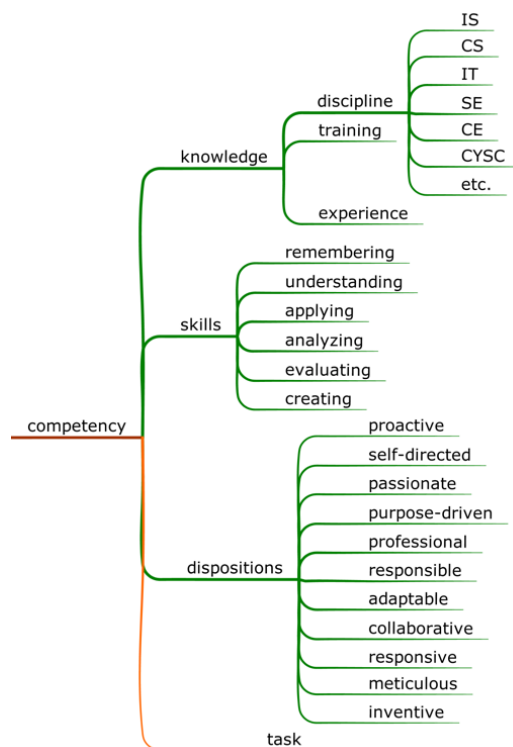 competency
knowledge
discipline
IS
CS
IT
SE
CE
CYSC
etc.
training
experience
skills
remembering
understanding
applying
analyzing
evaluating
creating
dispositions
proactive
self-directed
passionate
purpose-driven
professional
responsible
adaptable
collaborative
responsive
meticulous
inventive
task